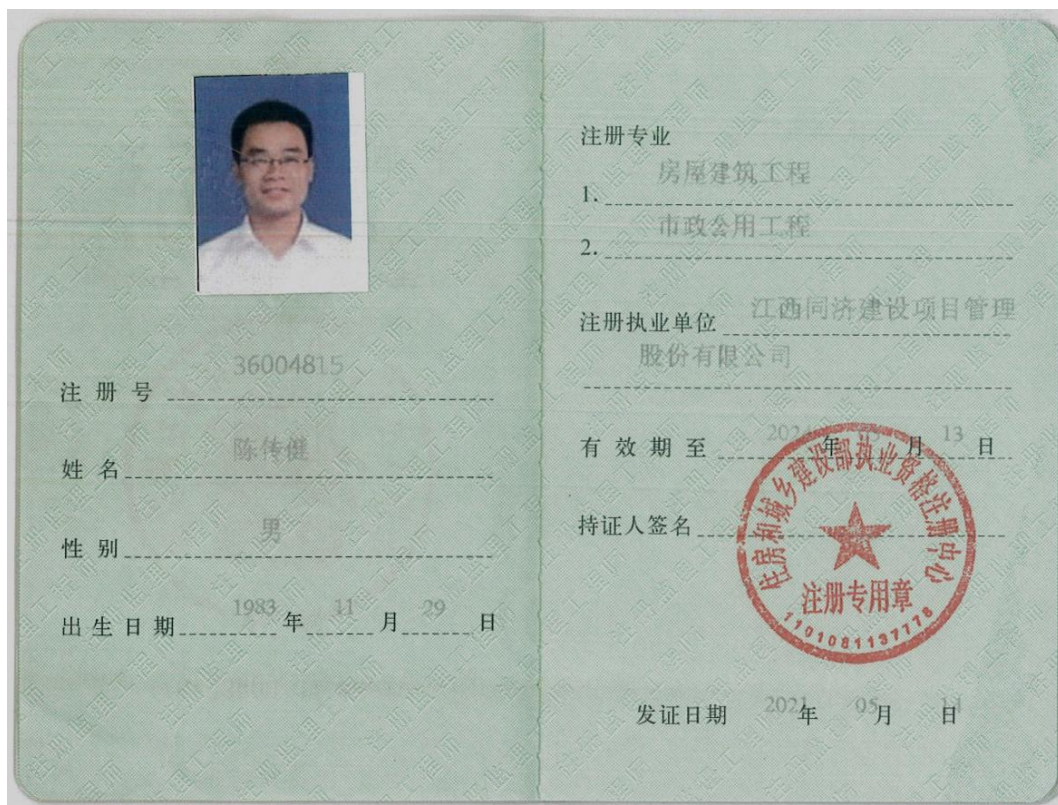 36004815
注册号
陈传健
姓名
男
性别
出生日期 1983 年 11 月 29 日
注册专业
房屋建筑工程
1.
市政公用工程
2.
注册执业单位 江西同济建设项目管理
股份有限公司
有效期至 2024 年 05 月 13 日
持证人签名
住房和城乡建设部执业资格注册中心
注册专用章
1101081137778
发证日期 2021 年 05 月 14 日